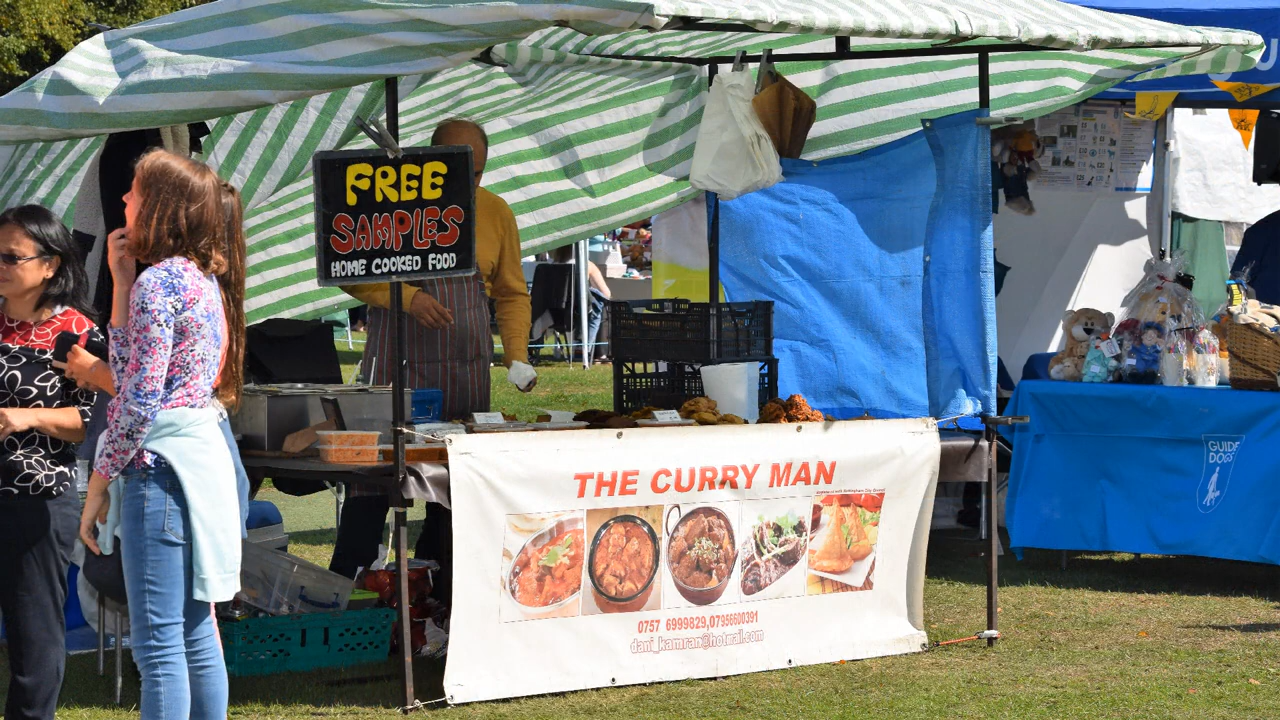 FREE
SAMPLES
HOME COOKED FOOD
THE CURRY MAN
0757 6999829,07956600391
dani_kamran@hotmail.com
GUIDE
DOGS
U